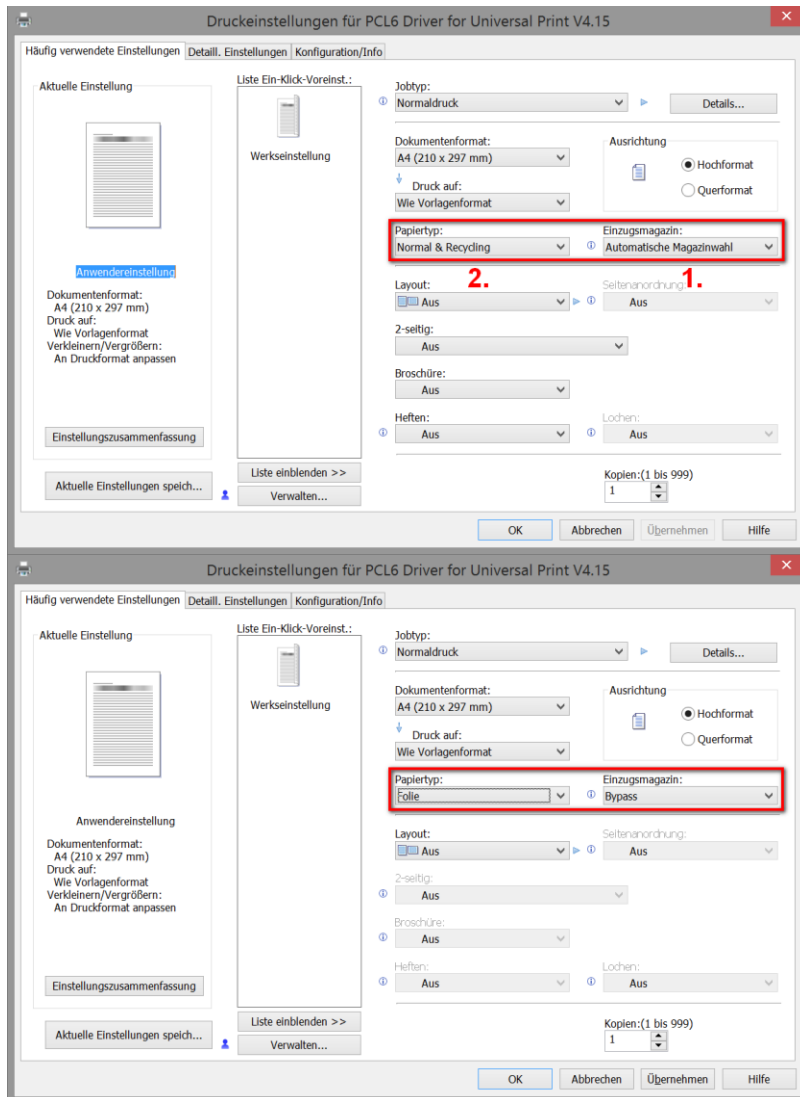 Druckeinstellungen für PCL6 Driver for Universal Print V4.15
Häufig verwendete Einstellungen Detaill. Einstellungen Konfiguration/Info
Aktuelle Einstellung
Liste Ein-Klick-Voreinst.:
Jobtyp:
Normaldruck
Details...
Werkseinstellung
Dokumentenformat:
A4 (210 x 297 mm)
Druck auf:
Wie Vorlagenformat
Ausrichtung
Hochformat
Querformat
Papiertyp:
Normal & Recycling
Einzugsmagazin:
Automatische Magazinwahl
2.
1.
Anwendereinstellung
Dokumentenformat:
A4 (210 x 297 mm)
Druck auf:
Wie Vorlagenformat
Verkleinern/Vergrößern:
An Druckformat anpassen
Layout:
Aus
Seitenanordnung:
Aus
2-seitig:
Aus
Broschüre:
Aus
Heften:
Aus
Lochen:
Aus
Einstellungszusammenfassung
Aktuelle Einstellungen speich...
Liste einblenden >>
Verwalten...
Kopien:(1 bis 999)
1
OK Abbrechen Übernehmen Hilfe
Druckeinstellungen für PCL6 Driver for Universal Print V4.15
Häufig verwendete Einstellungen Detaill. Einstellungen Konfiguration/Info
Aktuelle Einstellung
Liste Ein-Klick-Voreinst.:
Jobtyp:
Normaldruck
Details...
Werkseinstellung
Dokumentenformat:
A4 (210 x 297 mm)
Druck auf:
Wie Vorlagenformat
Ausrichtung
Hochformat
Querformat
Papiertyp:
Folie
Einzugsmagazin:
Bypass
Anwendereinstellung
Dokumentenformat:
A4 (210 x 297 mm)
Druck auf:
Wie Vorlagenformat
Verkleinern/Vergrößern:
An Druckformat anpassen
Layout:
Aus
Seitenanordnung:
Aus
2-seitig:
Aus
Broschüre:
Aus
Heften:
Aus
Lochen:
Aus
Einstellungszusammenfassung
Aktuelle Einstellungen speich...
Liste einblenden >>
Verwalten...
Kopien:(1 bis 999)
1
OK Abbrechen Übernehmen Hilfe